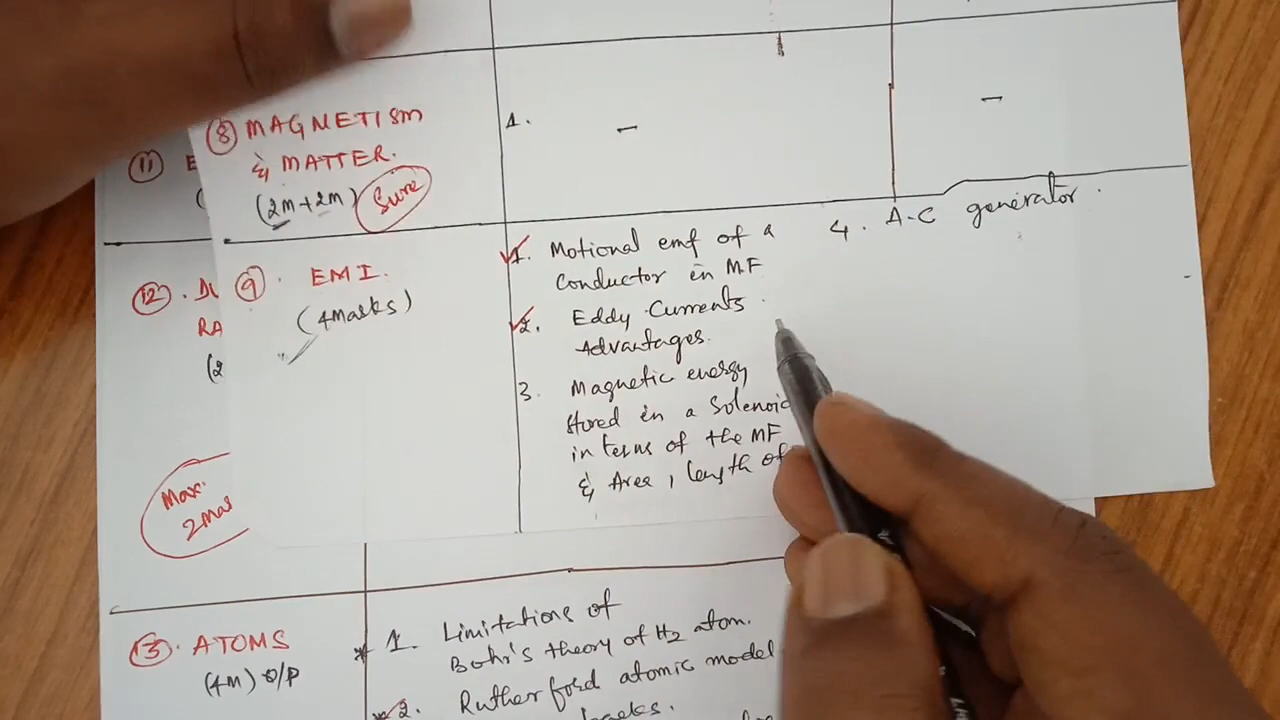 ⑧ MAGNETISM
& MATTER.
(2m+2m) Sure
1. –
–
⑨. EMI.
(4marks)
1. Motional emf of a
conductor in MF
2. Eddy Currents.
Advantages.
3. Magnetic energy
stored in a Solenoid
in terms of the MF
& Area, length of
4. A-C generator.
⑪ E
(
⑫. DU
RA
(2
Max.
2Mar
⑬. ATOMS
(4m) O/P
* 1. Limitations of
Bohr's theory of H2 atom.
2. Rutherford atomic model